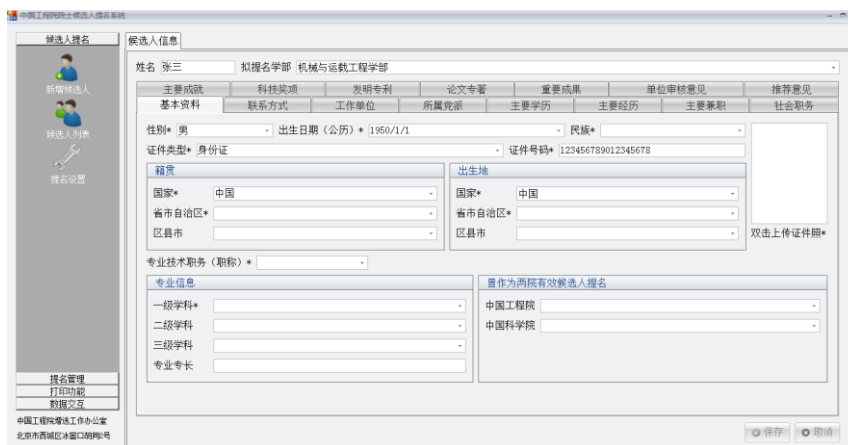 中国工程院院士候选人提名系统
候选人提名
候选人信息
新增候选人
候选人列表
提名设置
姓名 张三 拟提名学部 机械与运载工程学部
主要成就 科技奖项 发明专利 论文专著 重要成果 单位审核意见 推荐意见
基本资料 联系方式 工作单位 所属党派 主要学历 主要经历 主要兼职 社会职务
性别* 男 出生日期（公历）* 1950/1/1 民族*
证件类型* 身份证 证件号码* 123456789012345678
籍贯 出生地
国家* 中国 国家* 中国
省市自治区* 省市自治区*
区县市 区县市 双击上传证件照*
专业技术职务（职称）*
专业信息 曾作为两院有效候选人提名
一级学科* 中国工程院
二级学科 中国科学院
三级学科
专业专长
提名管理
打印功能
数据交互
中国工程院增选工作办公室
北京市西城区冰窖口胡同2号
保存 取消